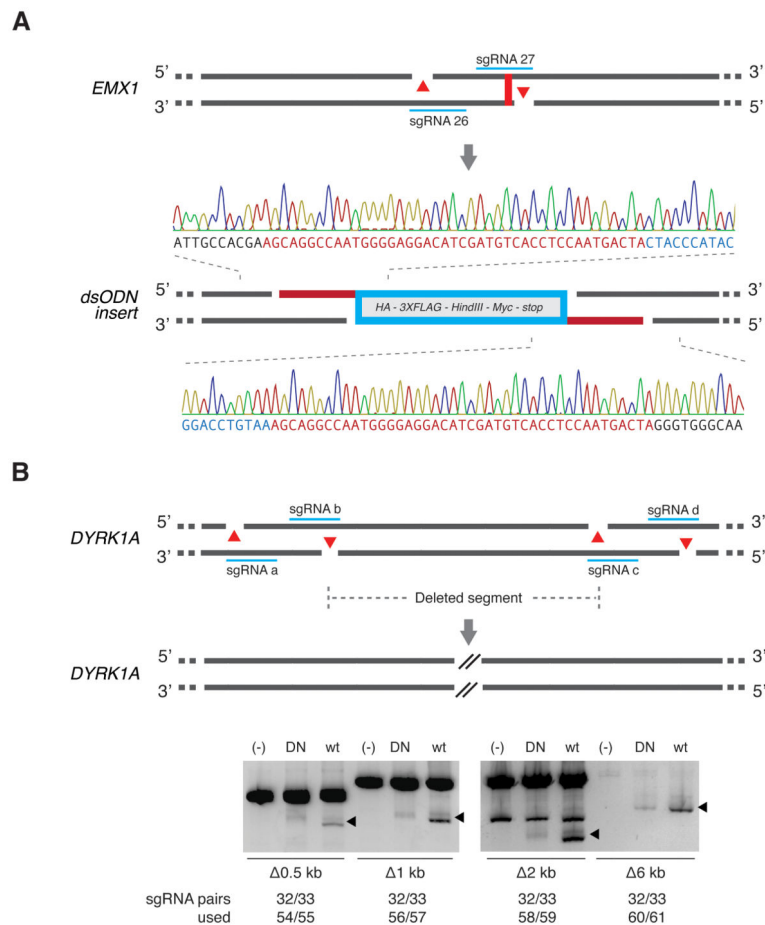 A
sgRNA 27
5' 3'
EMX1
3'
sgRNA 26
ATTGCCACGAAGCAGGCCAATGGGGAGGACATCGATGTCACCTCCAATGACTACTACCCATAC
5' 3'
dsODN
insert
HA - 3XFLAG - HindIII - Myc - stop
3' 5'
GGACCTGTAAAGCAGGCCAATGGGGAGGACATCGATGTCACCTCCAATGACTAGGGTGGGCAA
B
sgRNA b sgRNA d
5' 3'
DYRK1A
3' 5'
sgRNA a sgRNA c
Deleted segment
5' 3'
DYRK1A
3' 5'
(-) DN wt (-) DN wt (-) DN wt (-) DN wt
Δ0.5 kb Δ1 kb Δ2 kb Δ6 kb
sgRNA pairs 32/33 32/33 32/33 32/33
used 54/55 56/57 58/59 60/61